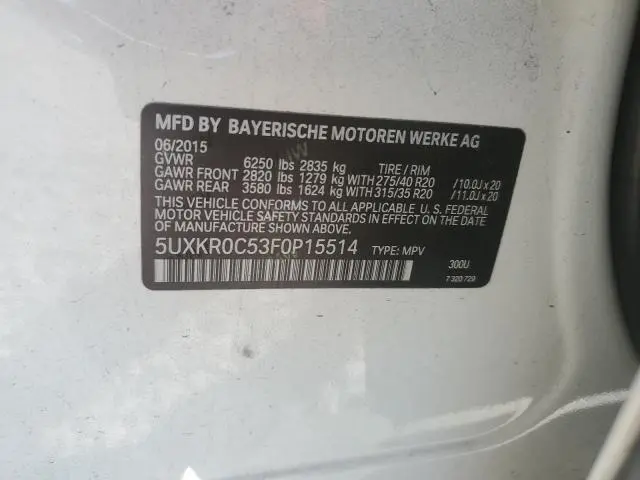 MFD BY BAYERISCHE MOTOREN WERKE AG
06/2015
GVWR 6250 lbs 2835 kg TIRE / RIM
GAWR FRONT 2820 lbs 1279 kg WITH 275/40 R20 /10.0J x 20
GAWR REAR 3580 lbs 1624 kg WITH 315/35 R20 /11.0J x 20
THIS VEHICLE CONFORMS TO ALL APPLICABLE U. S. FEDERAL
MOTOR VEHICLE SAFETY STANDARDS IN EFFECT ON THE DATE
OF MANUFACTURE SHOWN ABOVE.
5UXKR0C53F0P15514 TYPE: MPV
300U
7 320 729